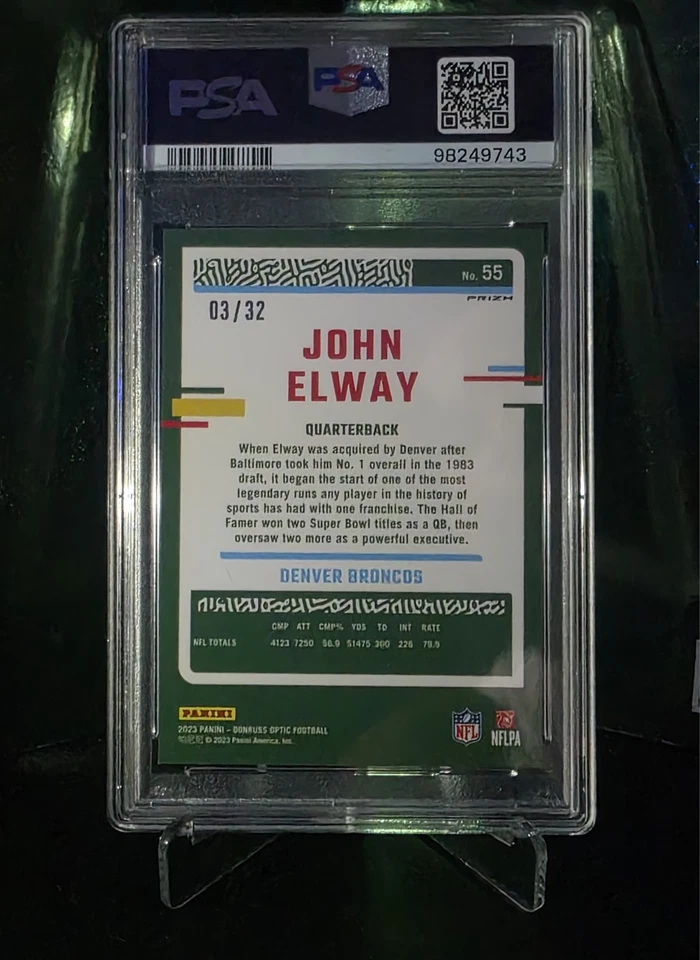 PSA
PSA
98249743
No. 55
PRIZM
03/32
JOHN
ELWAY
QUARTERBACK
When Elway was acquired by Denver after
Baltimore took him No. 1 overall in the 1983
draft, it began the start of one of the most
legendary runs any player in the history of
sports has had with one franchise. The Hall of
Famer won two Super Bowl titles as a QB, then
oversaw two more as a powerful executive.
DENVER BRONCOS
CMP ATT CMP% YDS TD INT RATE
NFL TOTALS 4123 7250 56.9 51475 300 226 79.9
PANINI
2023 PANINI - DONRUSS OPTIC FOOTBALL
© 2023 Panini America, Inc.
NFL
NFLPA